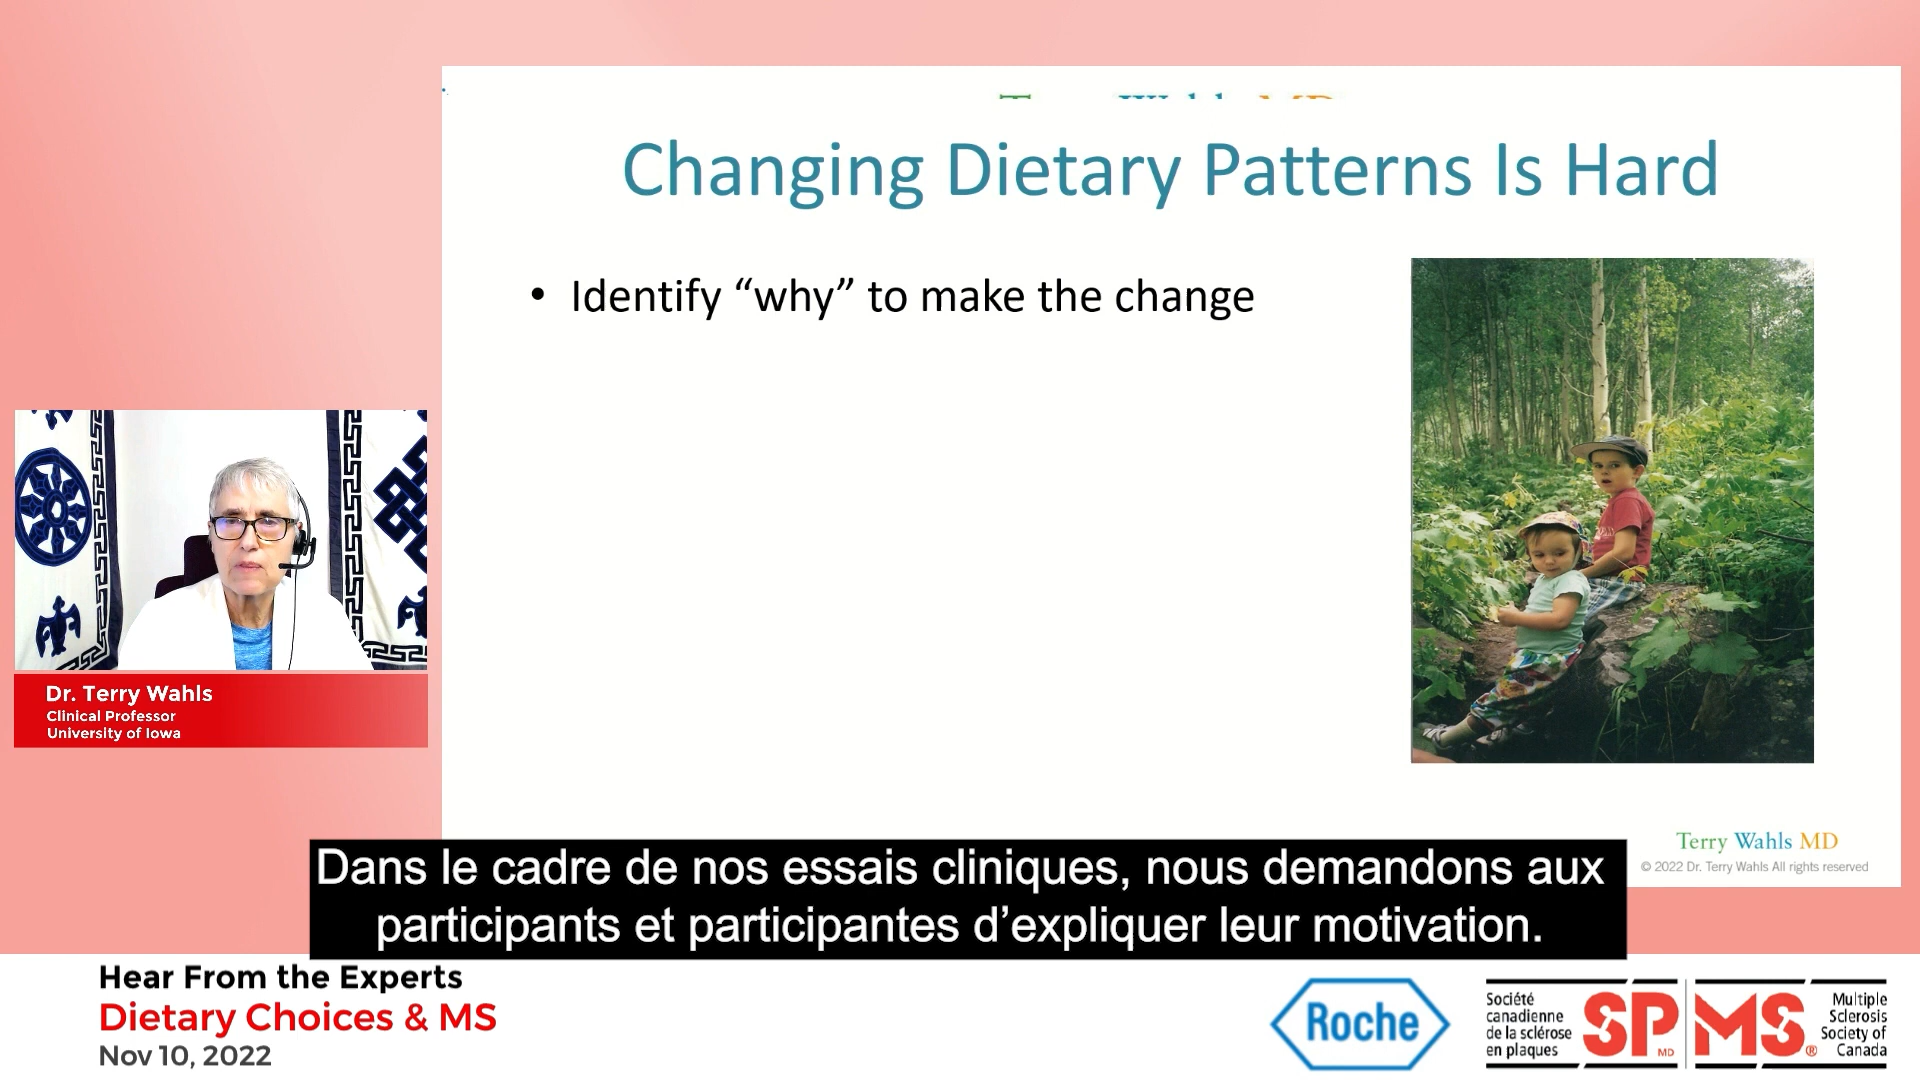 Changing Dietary Patterns Is Hard
• Identify “why” to make the change
Dr. Terry Wahls
Clinical Professor
University of Iowa
Terry Wahls MD
© 2022 Dr. Terry Wahls All rights reserved
Dans le cadre de nos essais cliniques, nous demandons aux
participants et participantes d’expliquer leur motivation.
Hear From the Experts
Dietary Choices & MS
Nov 10, 2022
Roche
Société
canadienne
de la sclérose
en plaques
SP
MD
MS
®
Multiple
Sclerosis
Society of
Canada